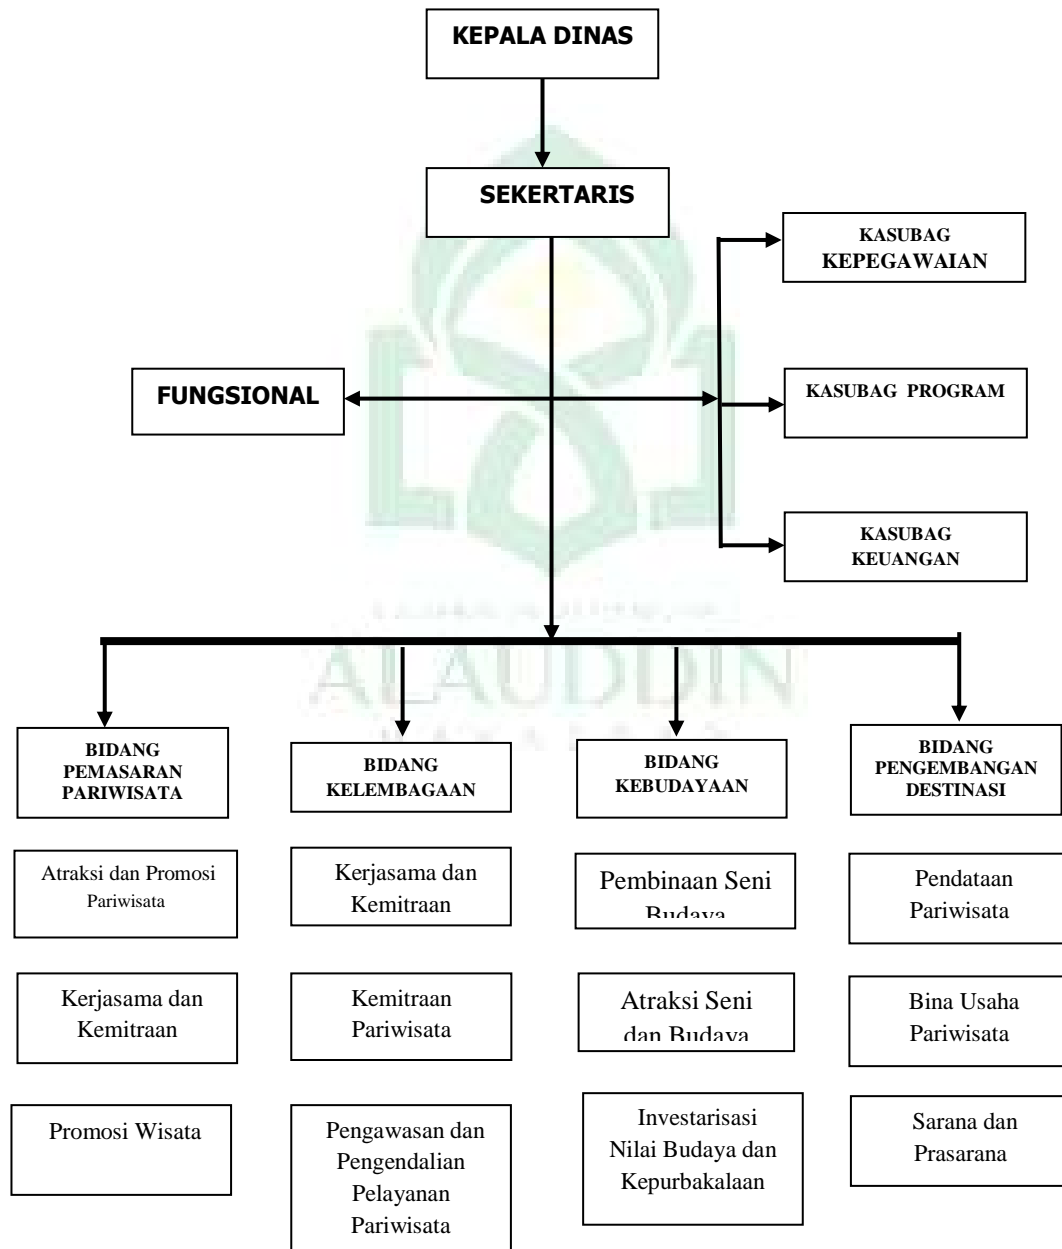 KEPALA DINAS
SEKERTARIS
KASUBAG
KEPEGAWAIAN
FUNGSIONAL
KASUBAG PROGRAM
KASUBAG
KEUANGAN
ALAUDDIN
BIDANG
PEMASARAN
PARIWISATA
BIDANG
KELEMBAGAAN
BIDANG
KEBUDAYAAN
BIDANG
PENGEMBANGAN
DESTINASI
Atraksi dan Promosi
Pariwisata
Kerjasama dan
Kemitraan
Pembinaan Seni
Budaya
Pendataan
Pariwisata
Kerjasama dan
Kemitraan
Kemitraan
Pariwisata
Atraksi Seni
dan Budaya
Bina Usaha
Pariwisata
Promosi Wisata
Pengawasan dan
Pengendalian
Pelayanan
Pariwisata
Investarisasi
Nilai Budaya dan
Kepurbakalaan
Sarana dan
Prasarana